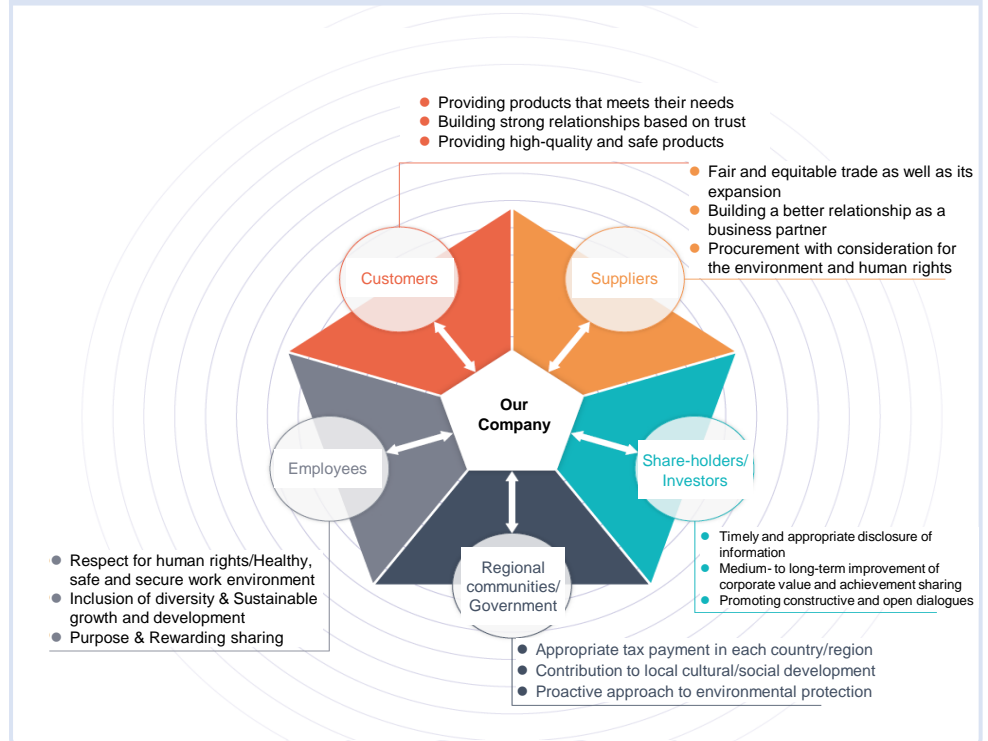 Providing products that meets their needs
Building strong relationships based on trust
Providing high-quality and safe products
Fair and equitable trade as well as its
expansion
Building a better relationship as a
business partner
Procurement with consideration for
the environment and human rights
Customers
Suppliers
Our
Company
Employees
Share-holders/
Investors
Regional
communities/
Government
Timely and appropriate disclosure of
information
Medium- to long-term improvement of
corporate value and achievement sharing
Promoting constructive and open dialogues
Respect for human rights/Healthy,
safe and secure work environment
Inclusion of diversity & Sustainable
growth and development
Purpose & Rewarding sharing
Appropriate tax payment in each country/region
Contribution to local cultural/social development
Proactive approach to environmental protection